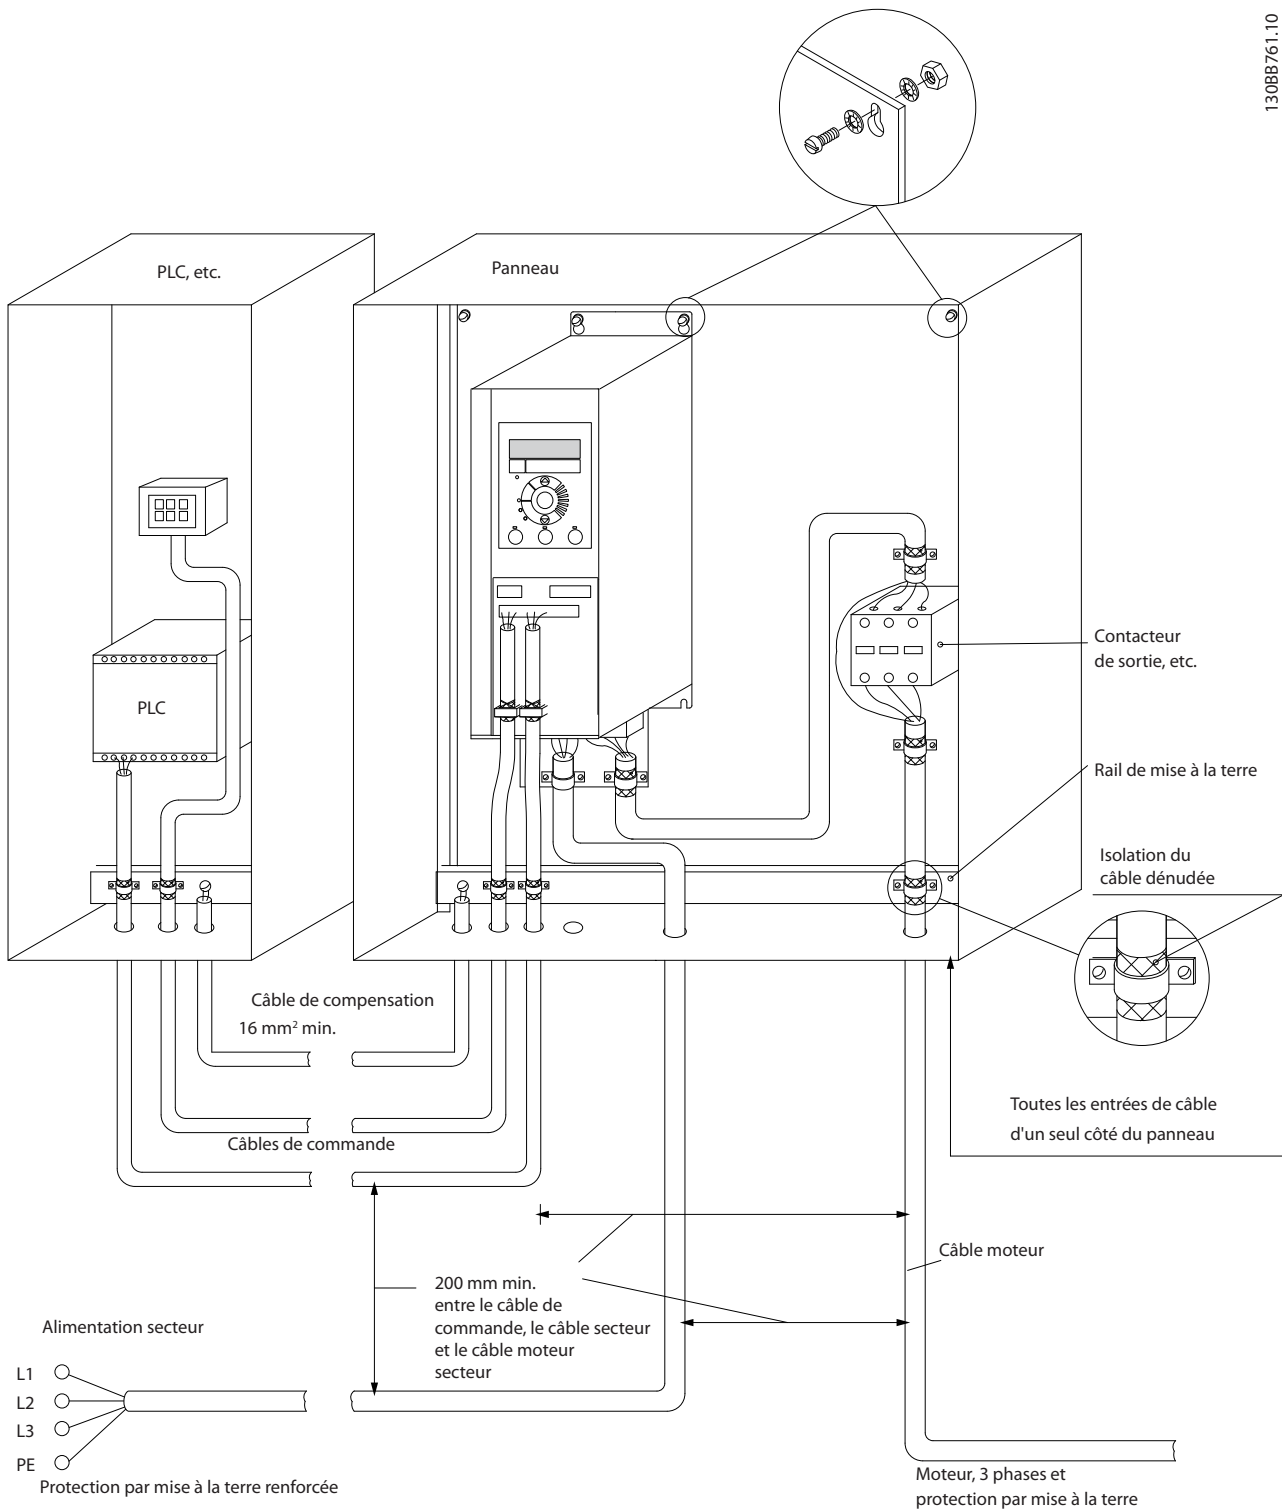 130BB761.10
PLC, etc.
Panneau
PLC
Contacteur
de sortie, etc.
Rail de mise à la terre
Isolation du
câble dénudée
Câble de compensation
16 mm² min.
Toutes les entrées de câble
d'un seul côté du panneau
Câbles de commande
Câble moteur
200 mm min.
entre le câble de
commande, le câble secteur
et le câble moteur
secteur
Alimentation secteur
L1
L2
L3
PE
Protection par mise à la terre renforcée
Moteur, 3 phases et
protection par mise à la terre